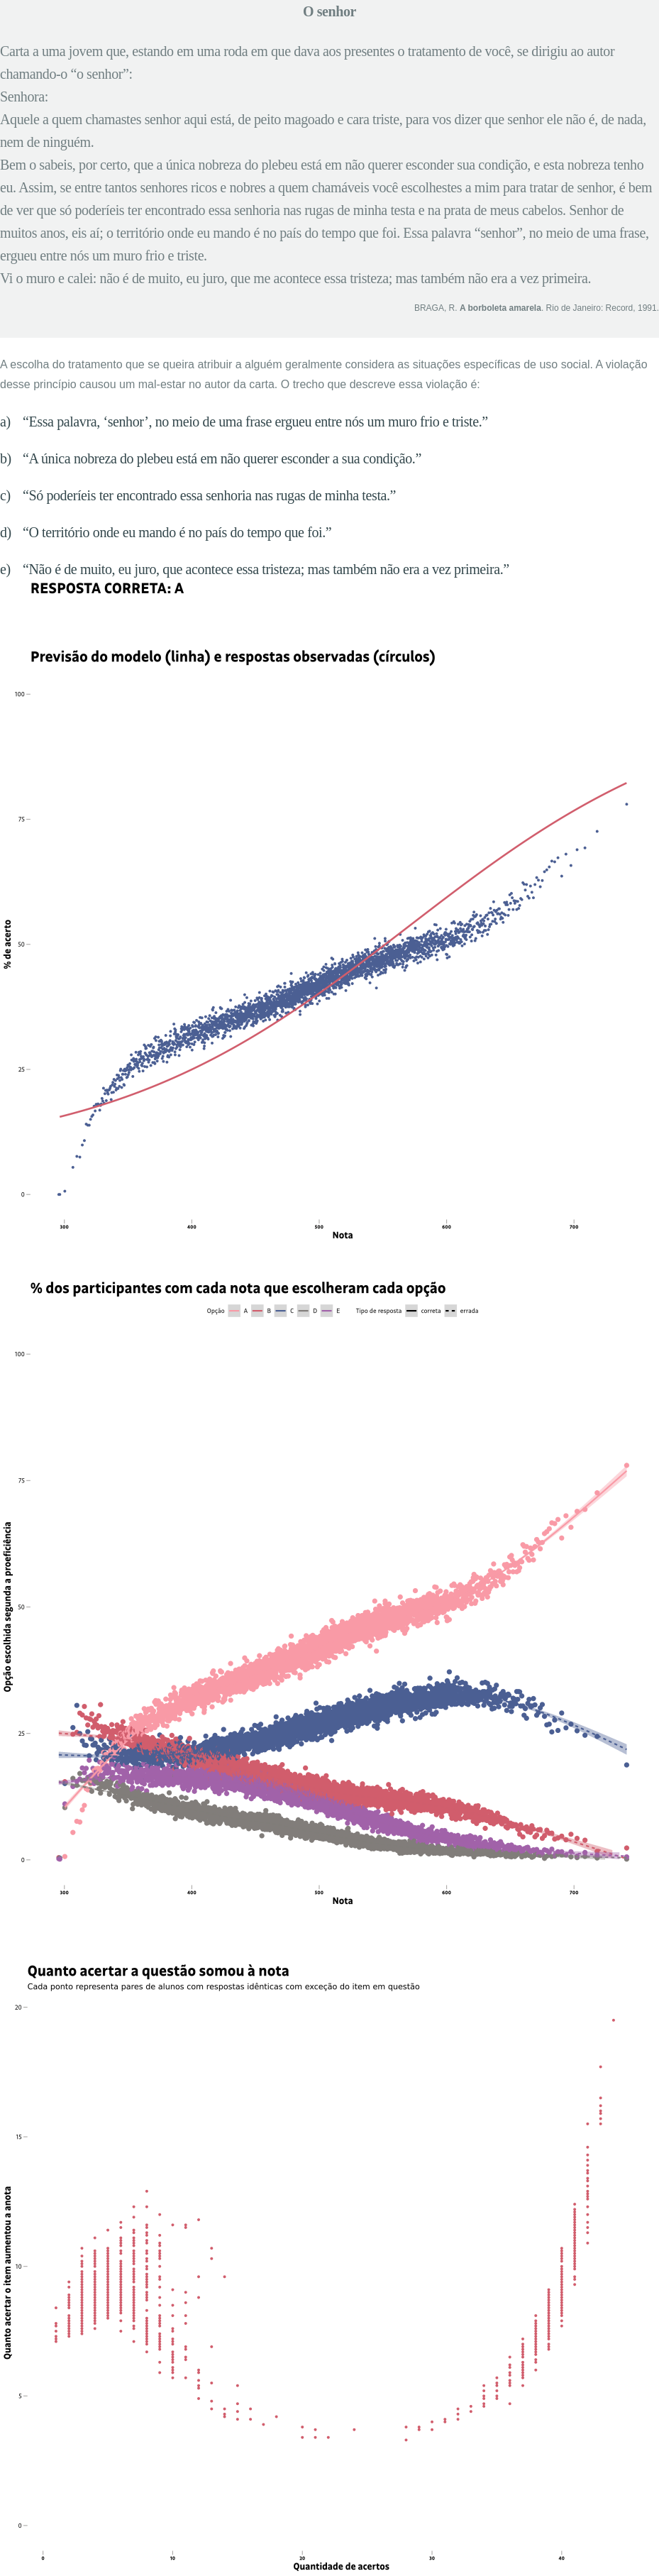 O senhor
Carta a uma jovem que, estando em uma roda em que dava aos presentes o tratamento de você, se dirigiu ao autor
chamando-o “o senhor”:
Senhora:
Aquele a quem chamastes senhor aqui está, de peito magoado e cara triste, para vos dizer que senhor ele não é, de nada,
nem de ninguém.
Bem o sabeis, por certo, que a única nobreza do plebeu está em não querer esconder sua condição, e esta nobreza tenho
eu. Assim, se entre tantos senhores ricos e nobres a quem chamáveis você escolhestes a mim para tratar de senhor, é bem
de ver que só poderíeis ter encontrado essa senhoria nas rugas de minha testa e na prata de meus cabelos. Senhor de
muitos anos, eis aí; o território onde eu mando é no país do tempo que foi. Essa palavra “senhor”, no meio de uma frase,
ergueu entre nós um muro frio e triste.
Vi o muro e calei: não é de muito, eu juro, que me acontece essa tristeza; mas também não era a vez primeira.
BRAGA, R. A borboleta amarela. Rio de Janeiro: Record, 1991.
A escolha do tratamento que se queira atribuir a alguém geralmente considera as situações específicas de uso social. A violação
desse princípio causou um mal-estar no autor da carta. O trecho que descreve essa violação é:
a) “Essa palavra, ‘senhor’, no meio de uma frase ergueu entre nós um muro frio e triste.”
b) “A única nobreza do plebeu está em não querer esconder a sua condição.”
c) “Só poderíeis ter encontrado essa senhoria nas rugas de minha testa.”
d) “O território onde eu mando é no país do tempo que foi.”
e) “Não é de muito, eu juro, que acontece essa tristeza; mas também não era a vez primeira.”
RESPOSTA CORRETA: A
Previsão do modelo (linha) e respostas observadas (círculos)
100
75
50
25
0
% de acerto
300 400 500 600 700
Nota
% dos participantes com cada nota que escolheram cada opção
Opção A B C D E Tipo de resposta correta errada
100
75
50
25
0
Opção escolhida segunda a proeficiência
300 400 500 600 700
Nota
Quanto acertar a questão somou à nota
Cada ponto representa pares de alunos com respostas idênticas com exceção do item em questão
20
15
10
5
0
Quanto acertar o item aumentou a anota
0 10 20 30 40
Quantidade de acertos